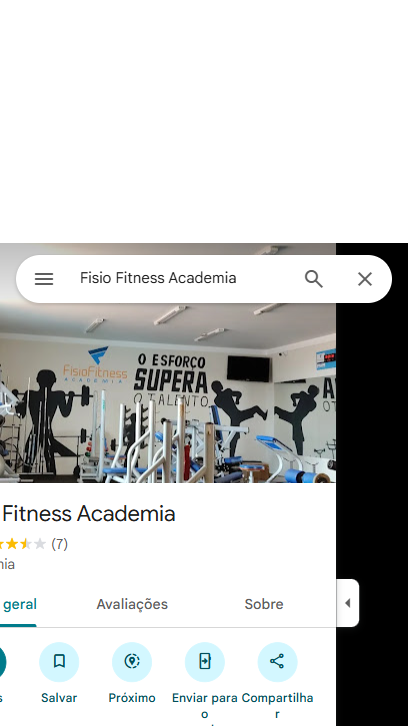 Fisio Fitness Academia
FisioFitness
ACADEMIA
O ESFORÇO
SUPERA
O TALENTO
Fitness Academia
(7)
geral
Avaliações
Sobre
Salvar
Próximo
Enviar para o
Compartilhar